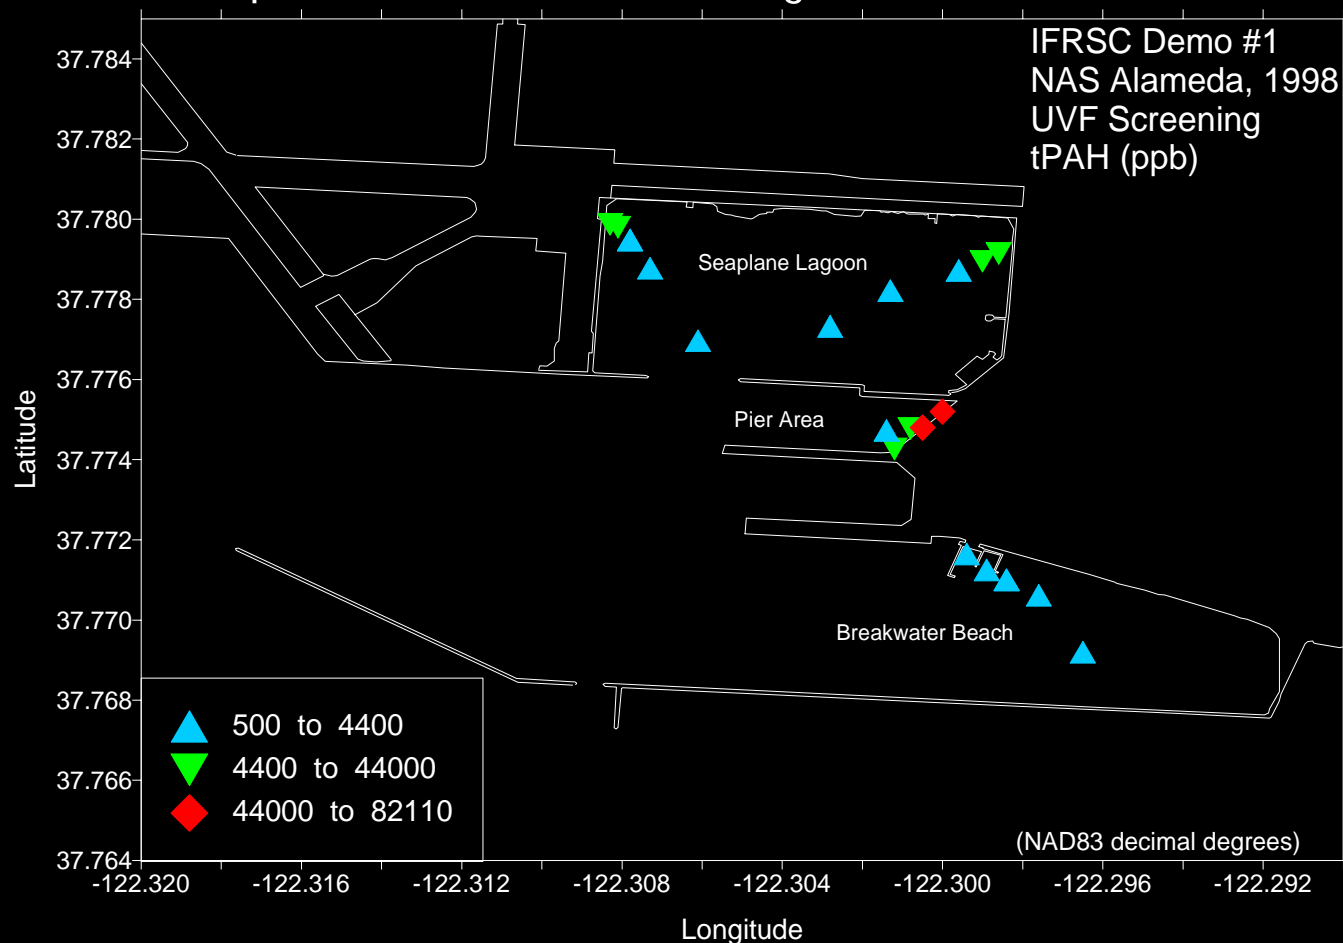 IFRSC Demo #1
NAS Alameda, 1998
UVF Screening
tPAH (ppb)
37.784
37.782
37.780
37.778
37.776
37.774
37.772
37.770
37.768
37.766
37.764
Latitude
Seaplane Lagoon
Pier Area
Breakwater Beach
500 to 4400
4400 to 44000
44000 to 82110
(NAD83 decimal degrees)
-122.320
-122.316
-122.312
-122.308
-122.304
-122.300
-122.296
-122.292
Longitude